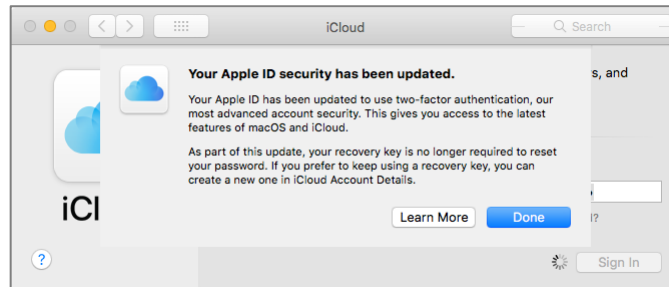 iCloud
Search
Your Apple ID security has been updated.
s, and
Your Apple ID has been updated to use two-factor authentication, our
most advanced account security. This gives you access to the latest
features of macOS and iCloud.
As part of this update, your recovery key is no longer required to reset
your password. If you prefer to keep using a recovery key, you can
create a new one in iCloud Account Details.
iCl
Learn More
Done
?
?
Sign In